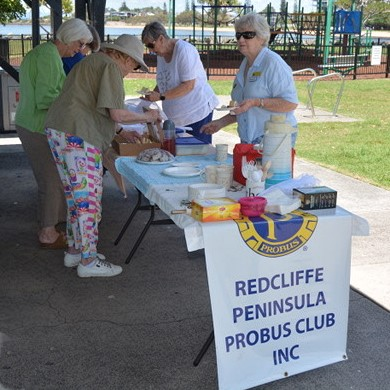 PROBUS
REDCLIFFE
PENINSULA
PROBUS CLUB
INC